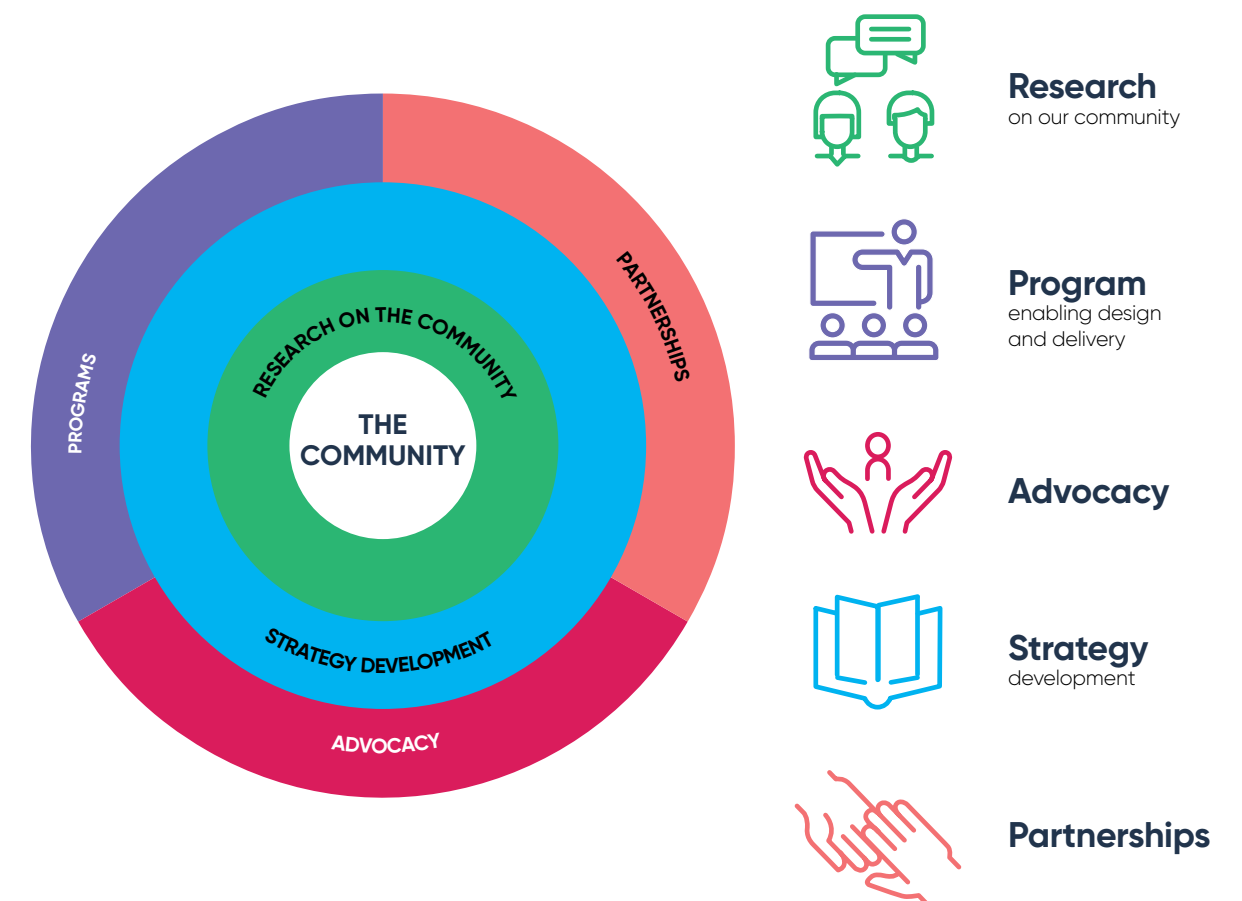 PROGRAMS
PARTNERSHIPS
RESEARCH ON THE COMMUNITY
THE
COMMUNITY
STRATEGY DEVELOPMENT
ADVOCACY
Research
on our community
Program
enabling design
and delivery
Advocacy
Strategy
development
Partnerships